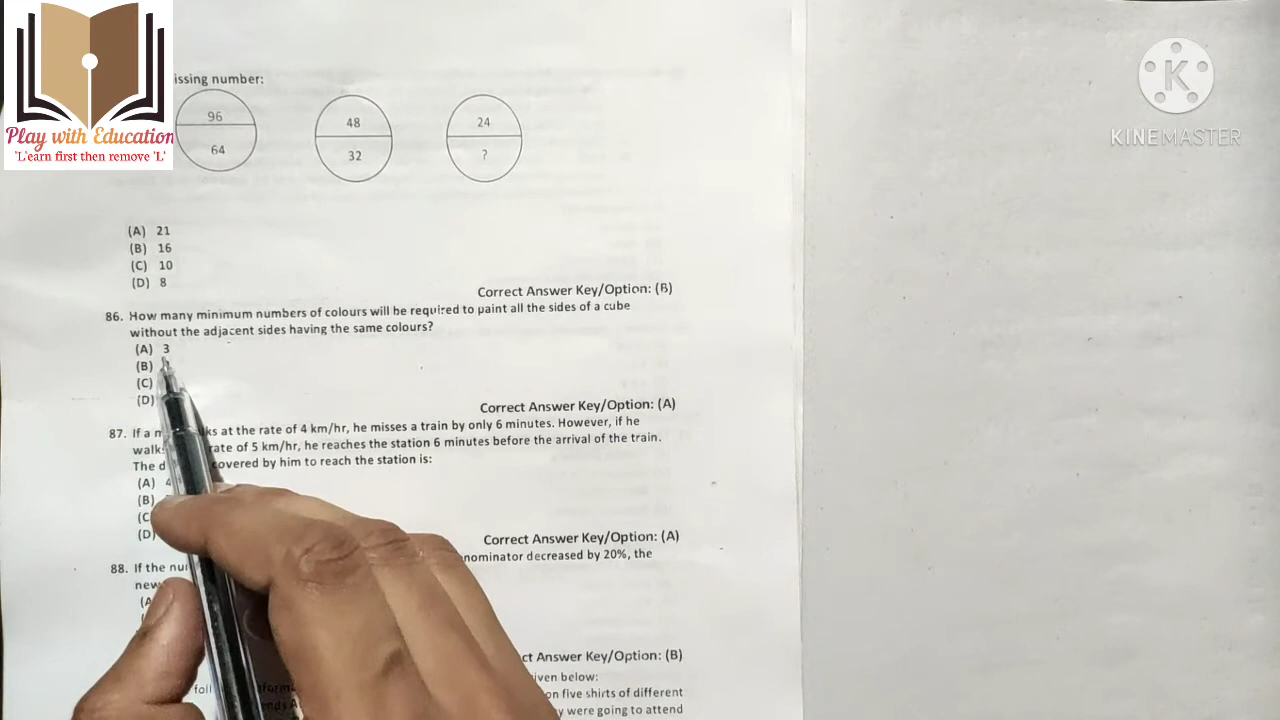 Play with Education
'L'earn first then remove 'L'
K
KINEMASTER
issing number:
96
64
48
32
24
?
(A) 21
(B) 16
(C) 10
(D) 8
Correct Answer Key/Option: (B)
86. How many minimum numbers of colours will be required to paint all the sides of a cube
without the adjacent sides having the same colours?
(A) 3
(B)
(C)
(D)
Correct Answer Key/Option: (A)
87. If a m ks at the rate of 4 km/hr, he misses a train by only 6 minutes. However, if he
walks rate of 5 km/hr, he reaches the station 6 minutes before the arrival of the train.
The d covered by him to reach the station is:
(A) 4
(B)
(C
(D)
Correct Answer Key/Option: (A)
88. If the nu nominator decreased by 20%, the
new
(A
ct Answer Key/Option: (B)
iven below:
foll on five shirts of different
y were going to attend